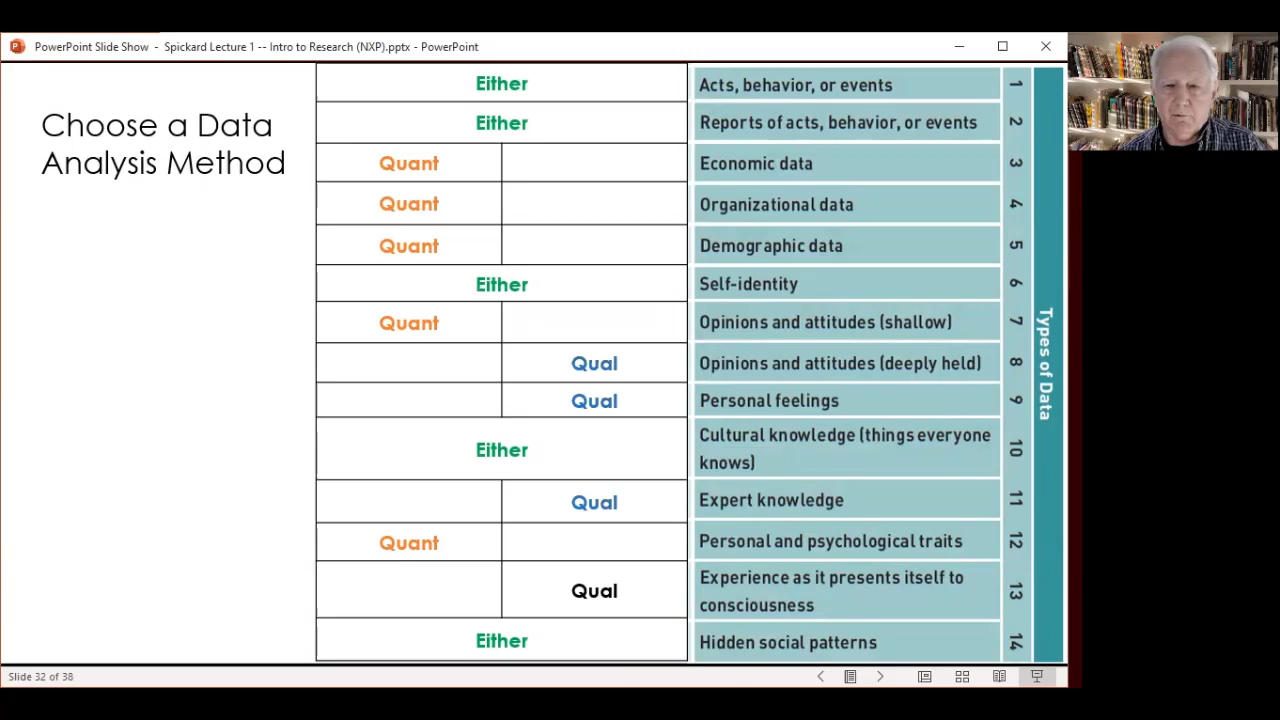 PowerPoint Slide Show - Spickard Lecture 1 -- Intro to Research (NXP).pptx - PowerPoint
Choose a Data
Analysis Method
Either
Acts, behavior, or events
1
Either
Reports of acts, behavior, or events
2
Quant
Economic data
3
Quant
Organizational data
4
Quant
Demographic data
5
Either
Self-identity
6
Quant
Opinions and attitudes (shallow)
7
Qual
Opinions and attitudes (deeply held)
8
Qual
Personal feelings
9
Either
Cultural knowledge (things everyone
knows)
10
Qual
Expert knowledge
11
Quant
Personal and psychological traits
12
Qual
Experience as it presents itself to
consciousness
13
Either
Hidden social patterns
14
Types of Data
Slide 32 of 38